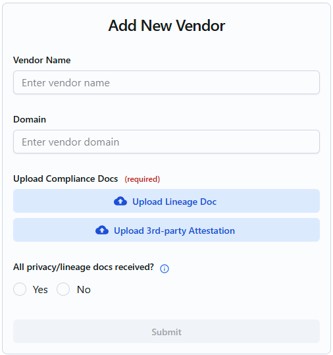 Add New Vendor
Vendor Name
Enter vendor name
Domain
Enter vendor domain
Upload Compliance Docs (required)
Upload Lineage Doc
Upload 3rd-party Attestation
All privacy/lineage docs received?
Yes No
Submit